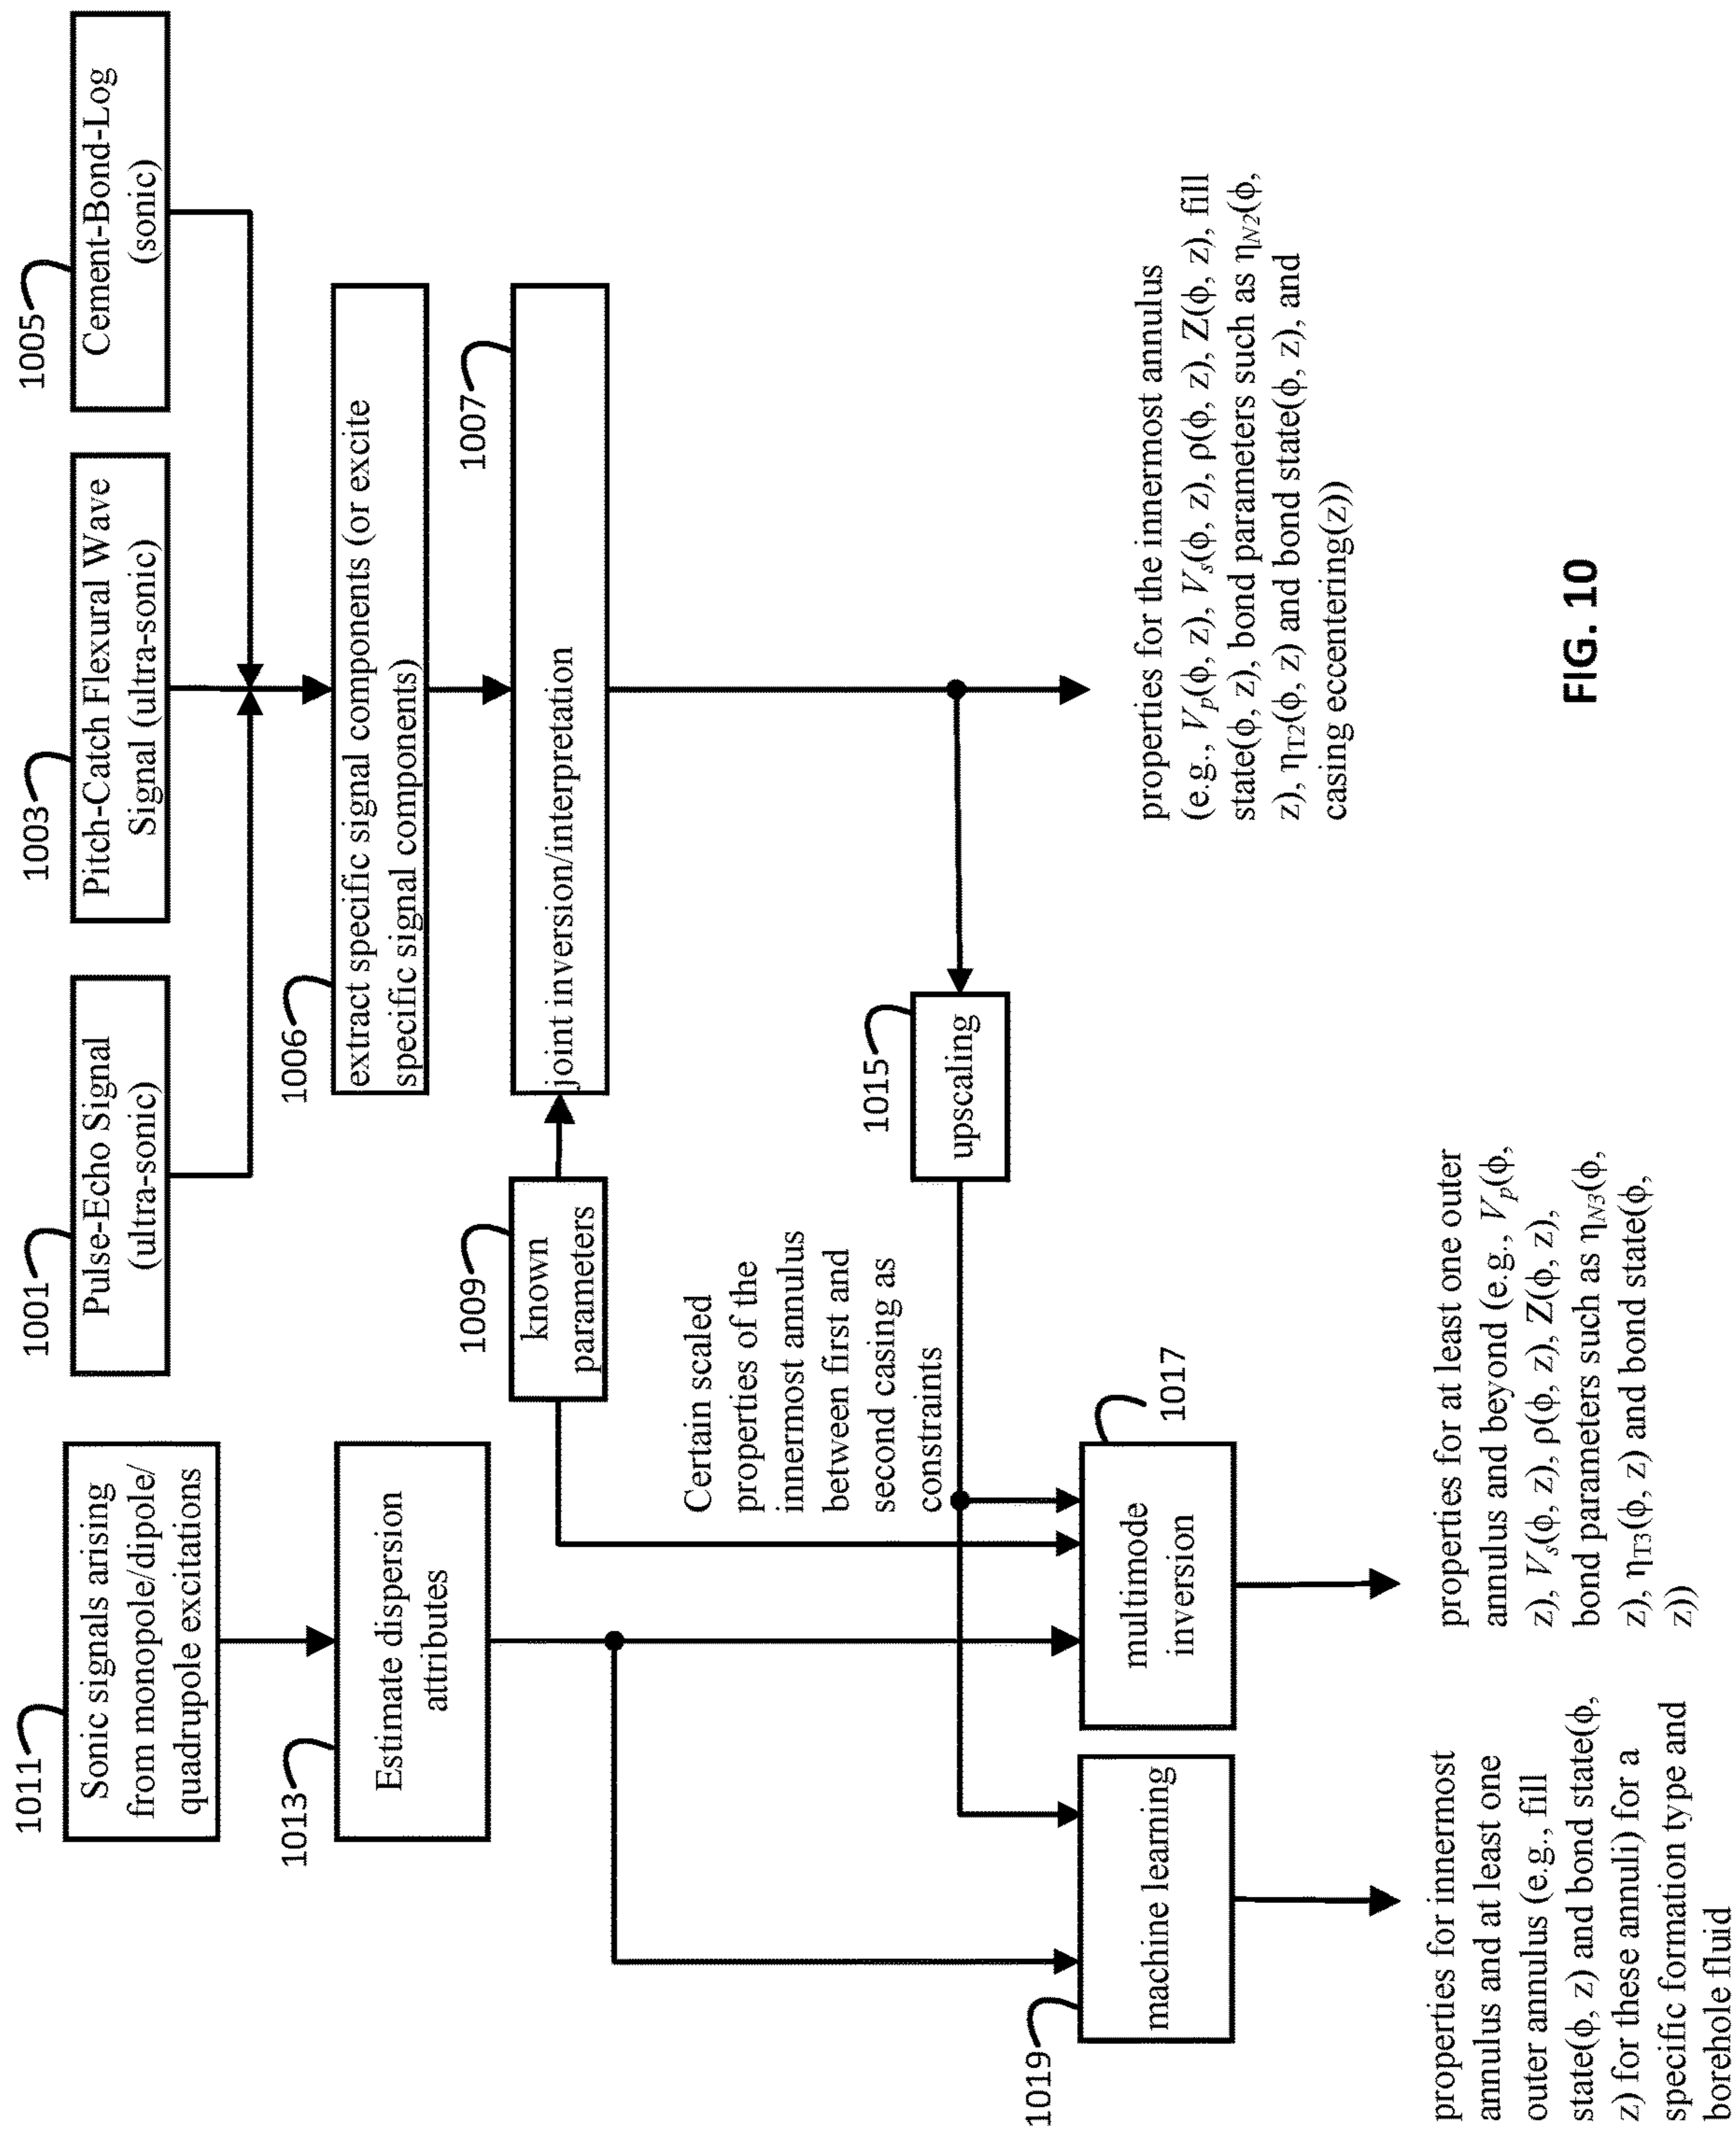 1011
Sonic signals arising
from monopole/dipole/
quadrupole excitations
1001
Pulse-Echo Signal
(ultra-sonic)
1003
Pitch-Catch Flexural Wave
Signal (ultra-sonic)
1005
Cement-Bond-Log
(sonic)
1013
Estimate dispersion
attributes
1006
extract specific signal components (or excite
specific signal components)
1009
known
parameters
1007
joint inversion/interpretation
Certain scaled
properties of the
innermost annulus
between first and
second casing as
constraints
1015
upscaling
1019
machine learning
1017
multimode
inversion
properties for the innermost annulus
(e.g., Vp(ϕ, z), Vs(ϕ, z), ρ(ϕ, z), Z(ϕ, z), fill
state(ϕ, z), bond parameters such as ηN2(ϕ,
z), ηT2(ϕ, z) and bond state(ϕ, z), and
casing eccentering(z))
properties for innermost
annulus and at least one
outer annulus (e.g., fill
state(ϕ, z) and bond state(ϕ,
z) for these annuli) for a
specific formation type and
borehole fluid
properties for at least one outer
annulus and beyond (e.g., Vp(ϕ,
z), Vs(ϕ, z), ρ(ϕ, z), Z(ϕ, z),
bond parameters such as ηN3(ϕ,
z), ηT3(ϕ, z) and bond state(ϕ,
z))
FIG. 10